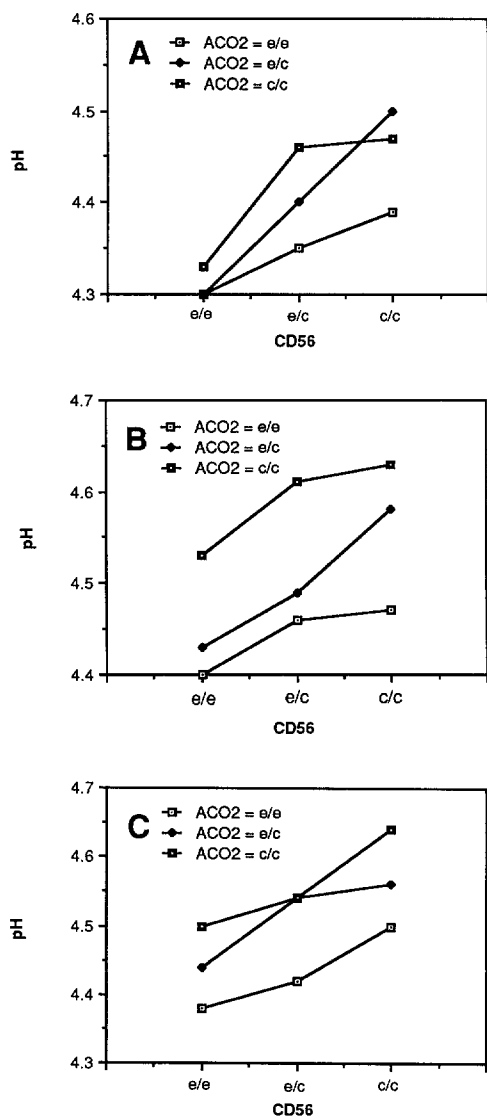 A
ACO2 = e/e
ACO2 = e/c
ACO2 = c/c
4.6
4.5
4.4
4.3
pH
e/e e/c c/c
CD56
B
ACO2 = e/e
ACO2 = e/c
ACO2 = c/c
4.7
4.6
4.5
4.4
pH
e/e e/c c/c
CD56
C
ACO2 = e/e
ACO2 = e/c
ACO2 = c/c
4.7
4.6
4.5
4.4
4.3
pH
e/e e/c c/c
CD56